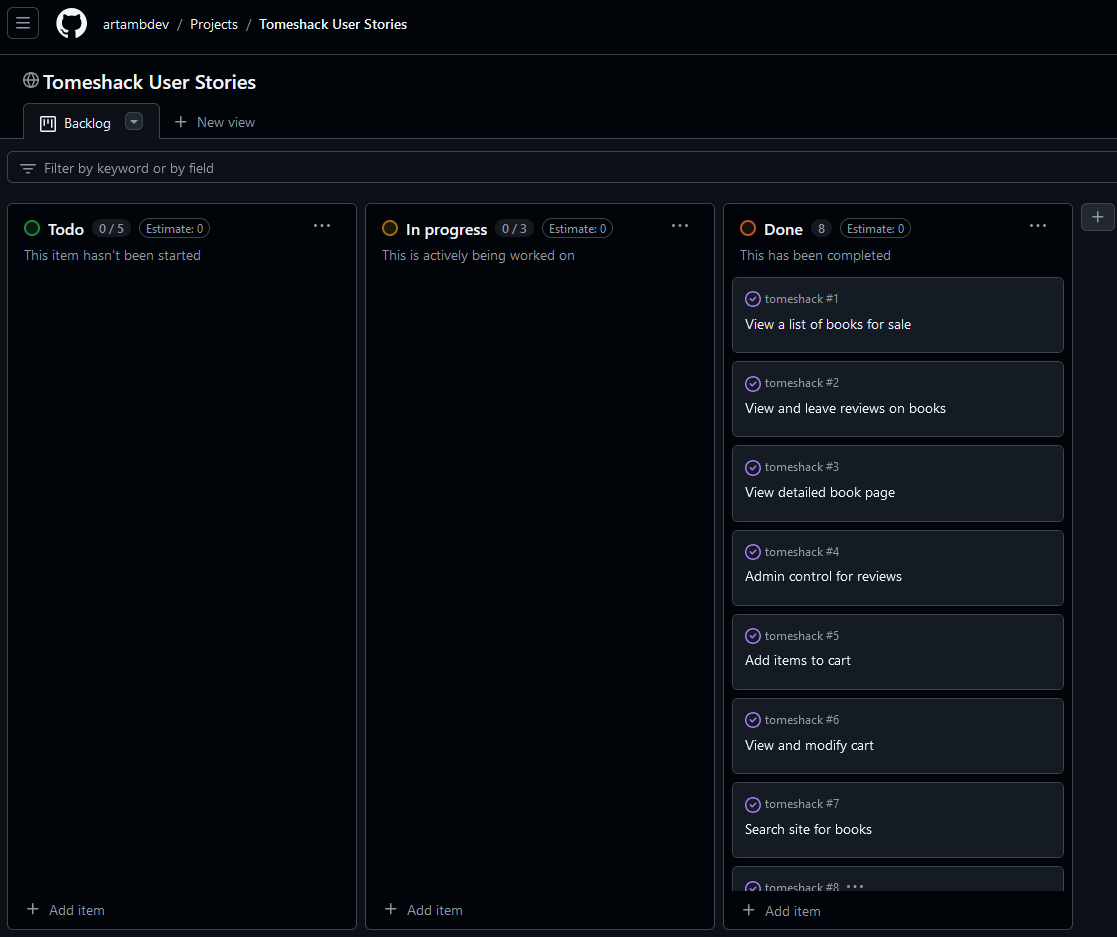 artambdev / Projects / Tomeshack User Stories
Tomeshack User Stories
Backlog
New view
Filter by keyword or by field
Todo 0 / 5 Estimate: 0
This item hasn't been started
Add item
In progress 0 / 3 Estimate: 0
This is actively being worked on
Add item
Done 8 Estimate: 0
This has been completed
tomeshack #1
View a list of books for sale
tomeshack #2
View and leave reviews on books
tomeshack #3
View detailed book page
tomeshack #4
Admin control for reviews
tomeshack #5
Add items to cart
tomeshack #6
View and modify cart
tomeshack #7
Search site for books
tomeshack #8
Add item